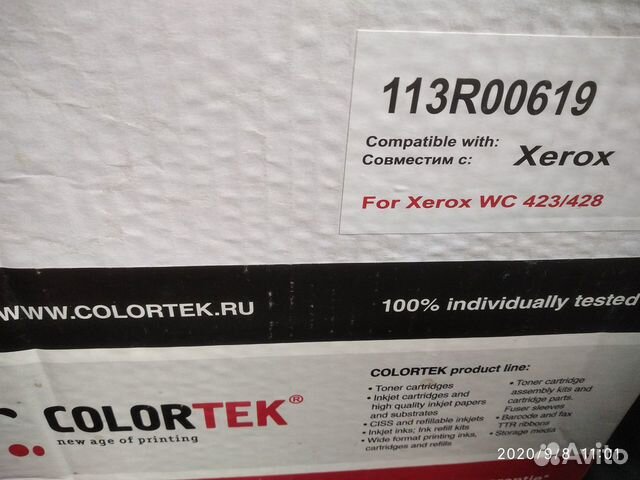 113R00619
Compatible with:
Совместим с: Xerox
For Xerox WC 423/428
WWW.COLORTEK.RU
100% individually tested
COLORTEK product line:
• Toner cartridges
• Inkjet cartridges and
high quality inkjet papers
and substrates
• CISS and refillable inkjets
• Inkjet inks; Ink refill kits
• Wide format printing inks,
cartridges and refills
• Toner cartridge
assembly kits and
cartridge parts.
Fuser sleeves
• Barcode and fax
TTR ribbons
• Storage media
COLORTEK®
new age of printing
2020/9/8 11:01
Avito